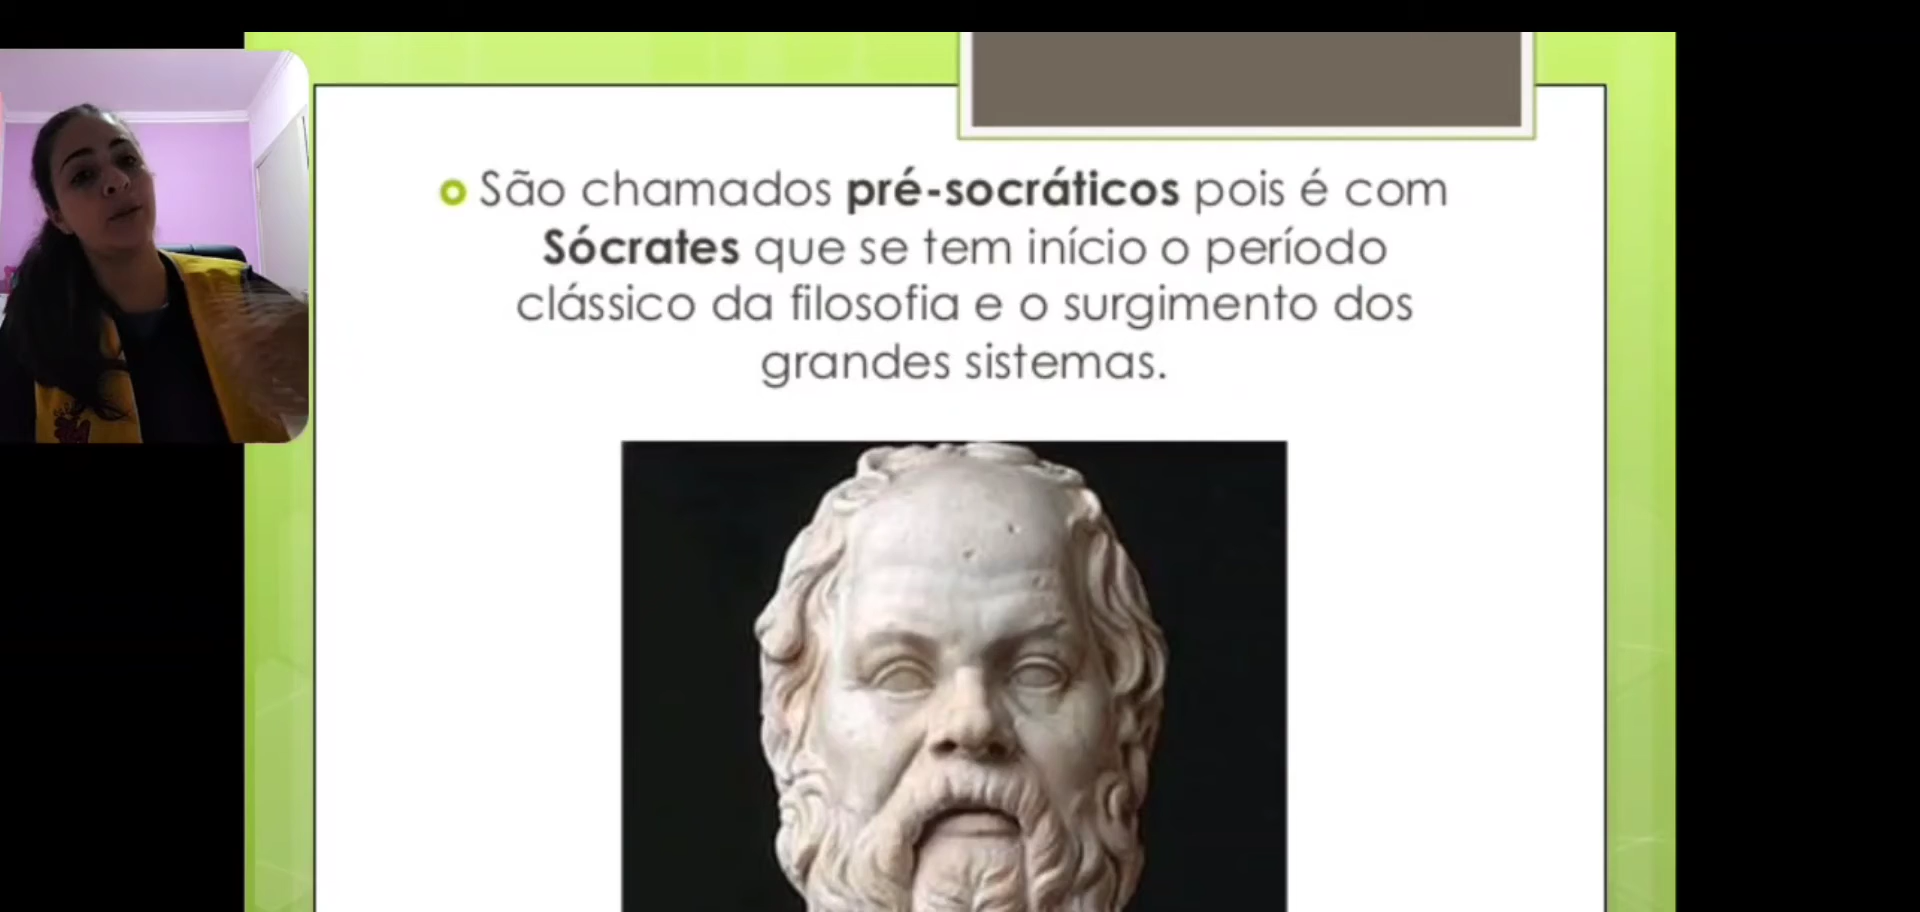 São chamados pré-socráticos pois é com
Sócrates que se tem início o período
clássico da filosofia e o surgimento dos
grandes sistemas.